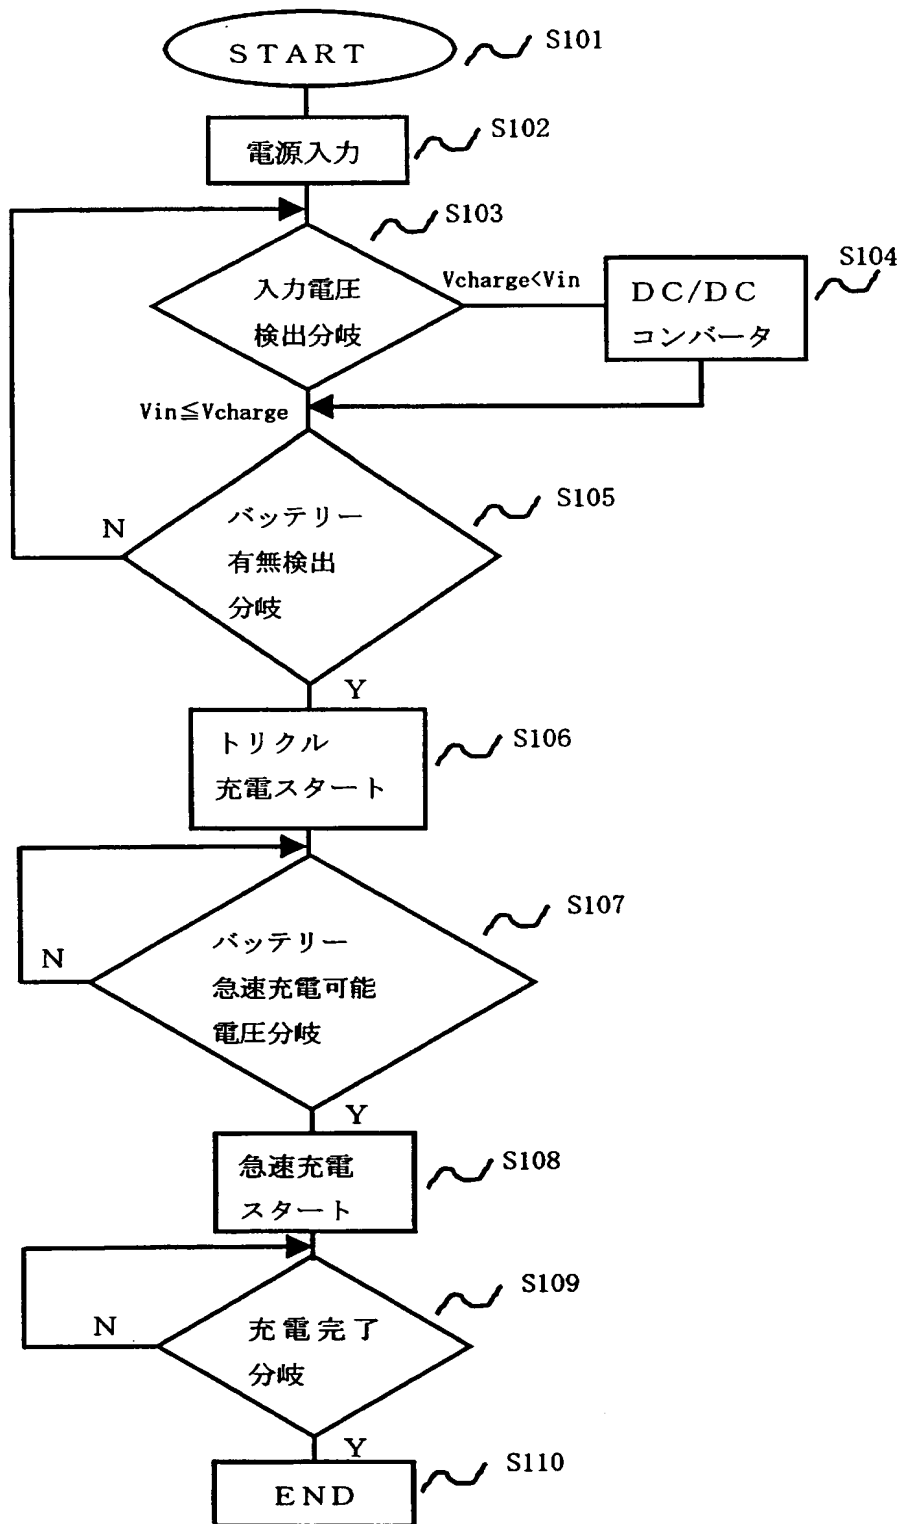 START
S101
電源入力
S102
S103
入力電圧
検出分岐
Vcharge<Vin
S104
DC/DC
コンバータ
Vin≦Vcharge
S105
N
バッテリー
有無検出
分岐
Y
S106
トリクル
充電スタート
S107
N
バッテリー
急速充電可能
電圧分岐
Y
S108
急速充電
スタート
S109
N
充電完了
分岐
Y
S110
END